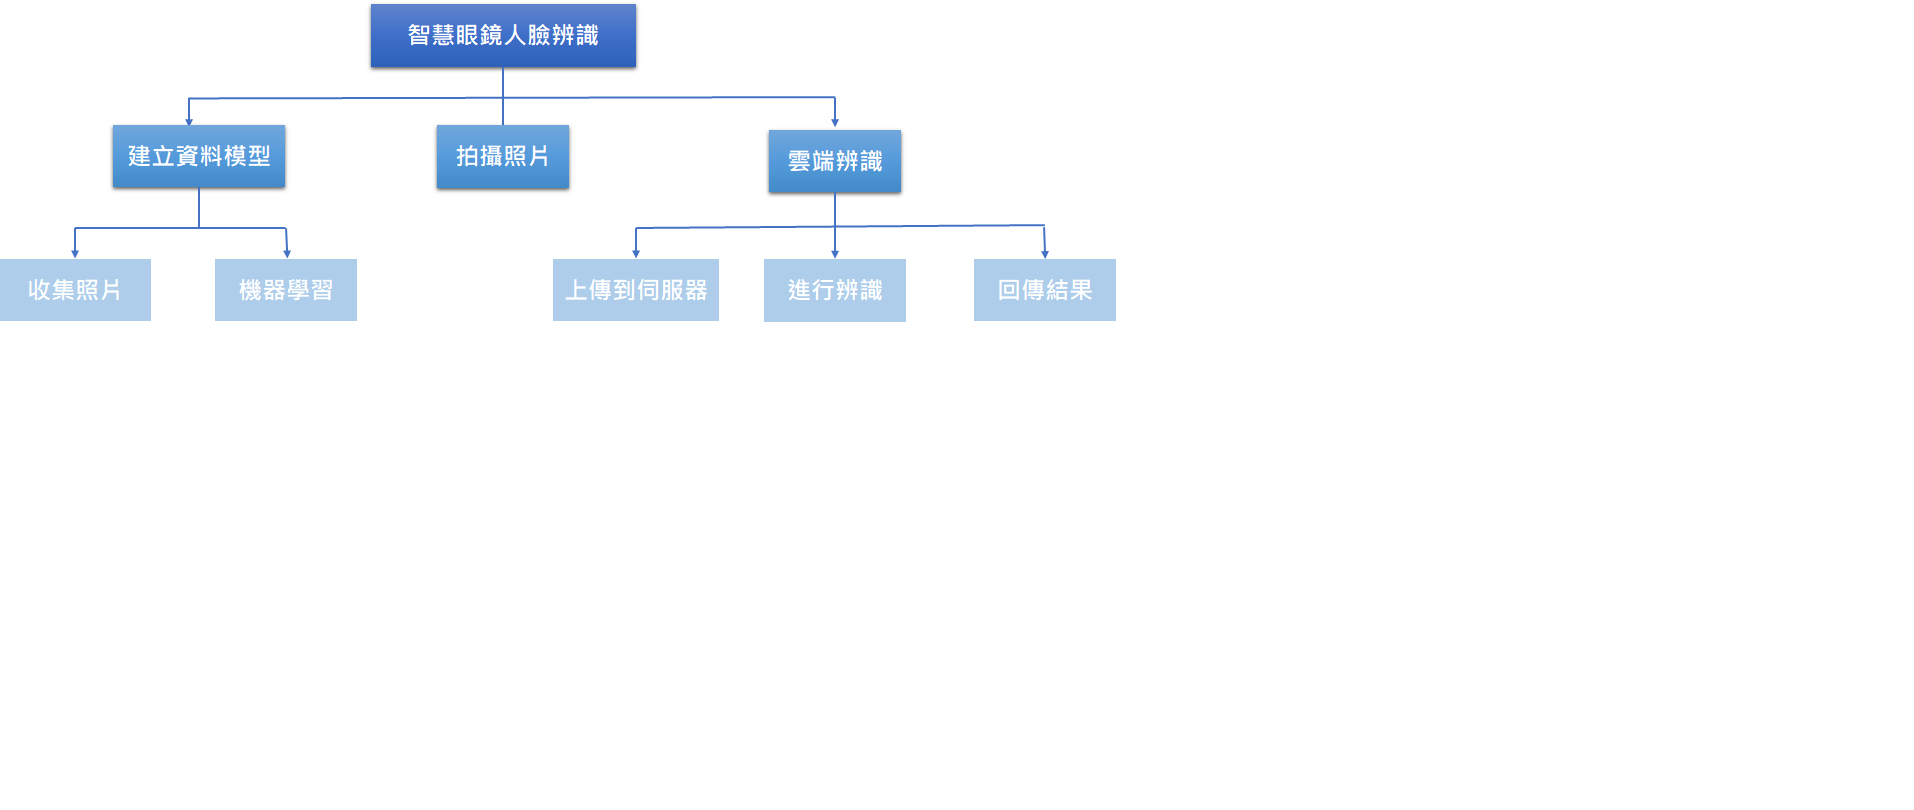 智慧眼鏡人臉辨識
建立資料模型
拍攝照片
雲端辨識
收集照片
機器學習
上傳到伺服器
進行辨識
回傳結果